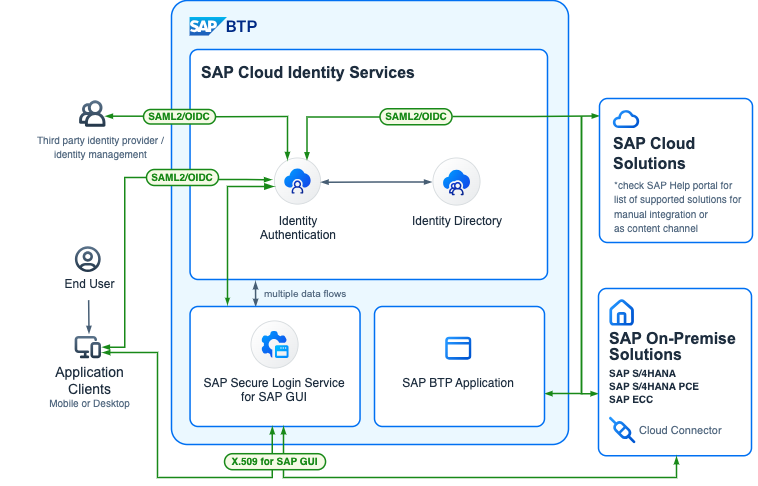 SAP BTP
SAP Cloud Identity Services
SAML2/OIDC
SAML2/OIDC
Third party identity provider /
identity management
SAML2/OIDC
Identity
Authentication
Identity Directory
SAP Cloud
Solutions
*check SAP Help portal for
list of supported solutions for
manual integration or
as content channel
End User
multiple data flows
Application
Clients
Mobile or Desktop
SAP Secure Login Service
for SAP GUI
SAP BTP Application
SAP On-Premise
Solutions
SAP S/4HANA
SAP S/4HANA PCE
SAP ECC
Cloud Connector
X.509 for SAP GUI